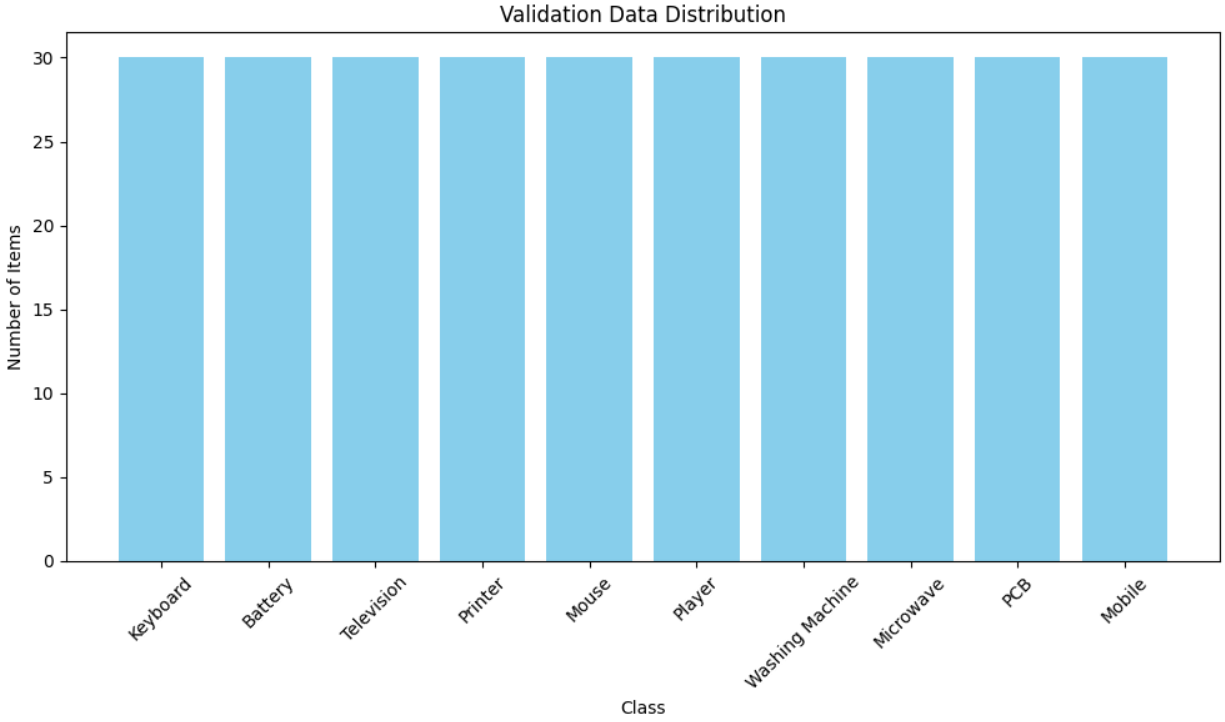 Validation Data Distribution
30
25
20
15
10
5
0
Number of Items
Keyboard
Battery
Television
Printer
Mouse
Player
Washing Machine
Microwave
PCB
Mobile
Class